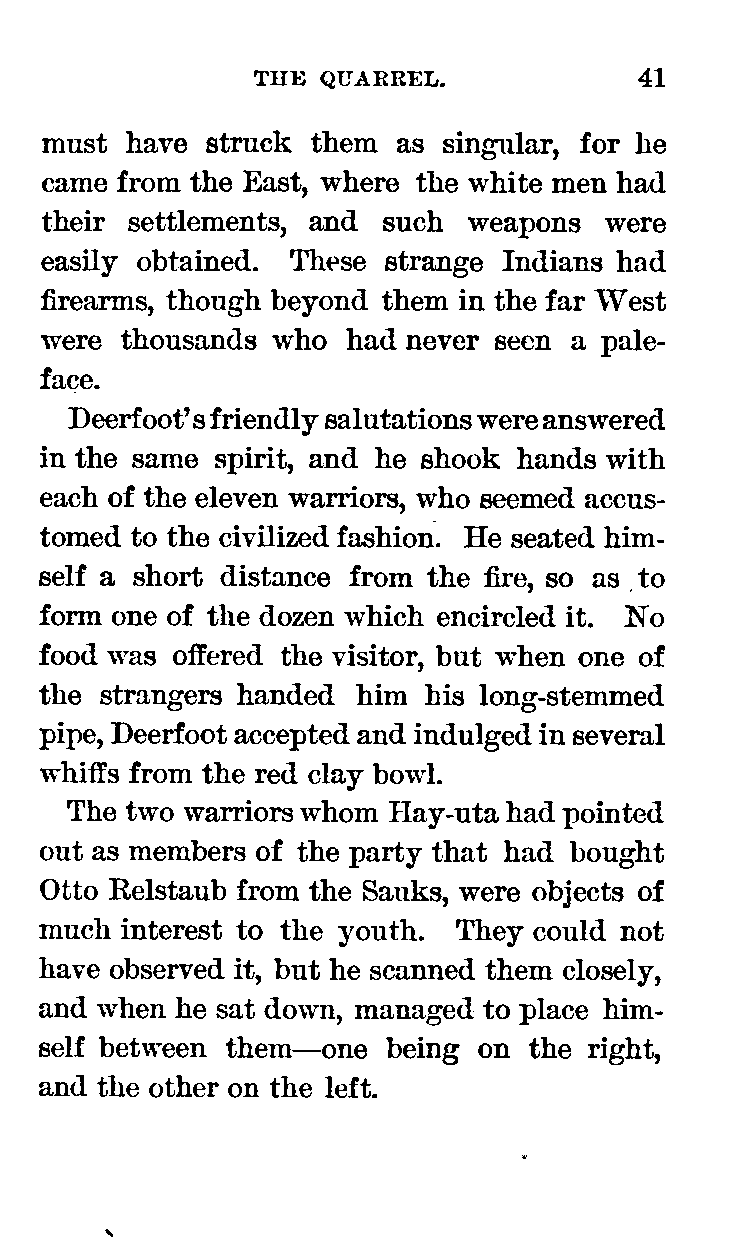 THE QUARREL. 41
must have struck them as singular, for he
came from the East, where the white men had
their settlements, and such weapons were
easily obtained. These strange Indians had
firearms, though beyond them in the far West
were thousands who had never seen a pale-
face.
Deerfoot's friendly salutations were answered
in the same spirit, and he shook hands with
each of the eleven warriors, who seemed accus-
tomed to the civilized fashion. He seated him-
self a short distance from the fire, so as to
form one of the dozen which encircled it. No
food was offered the visitor, but when one of
the strangers handed him his long-stemmed
pipe, Deerfoot accepted and indulged in several
whiffs from the red clay bowl.
The two warriors whom Hay-uta had pointed
out as members of the party that had bought
Otto Relstaub from the Sauks, were objects of
much interest to the youth. They could not
have observed it, but he scanned them closely,
and when he sat down, managed to place him-
self between them—one being on the right,
and the other on the left.